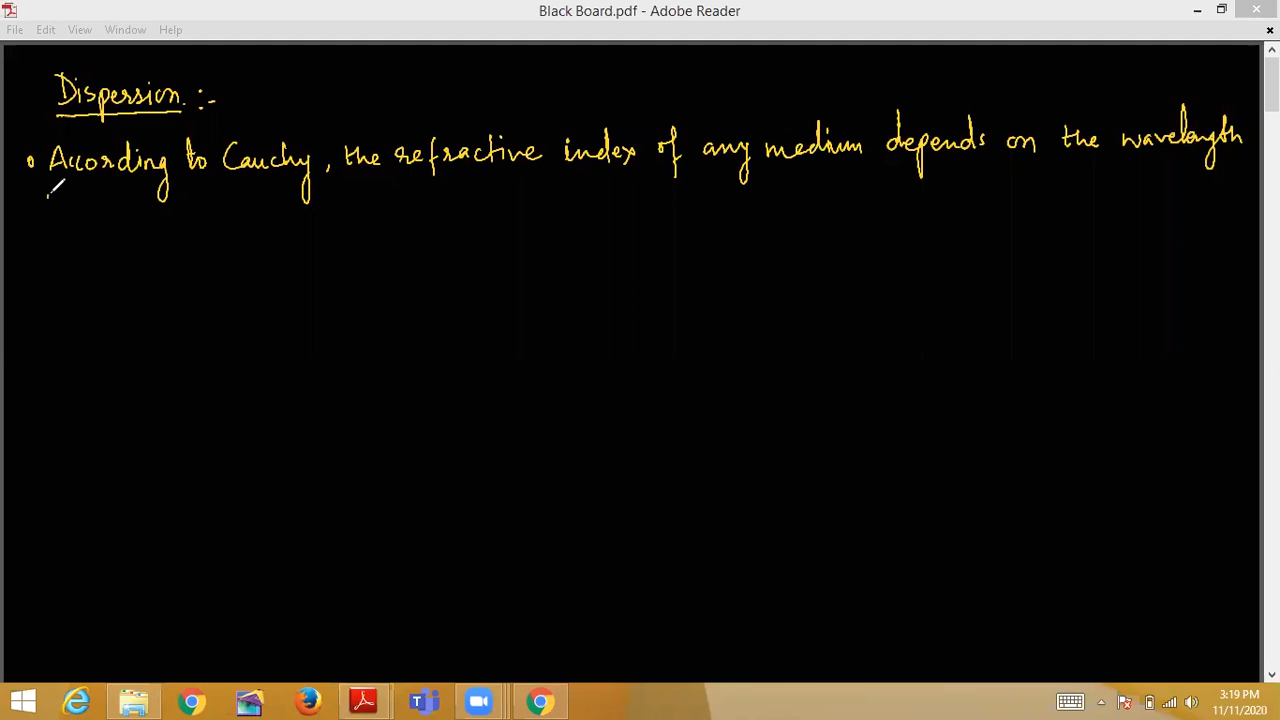 Black Board.pdf - Adobe Reader
File Edit View Window Help
Dispersion :-
• According to Cauchy, the refractive index of any medium depends on the wavelength
3:19 PM
11/11/2020